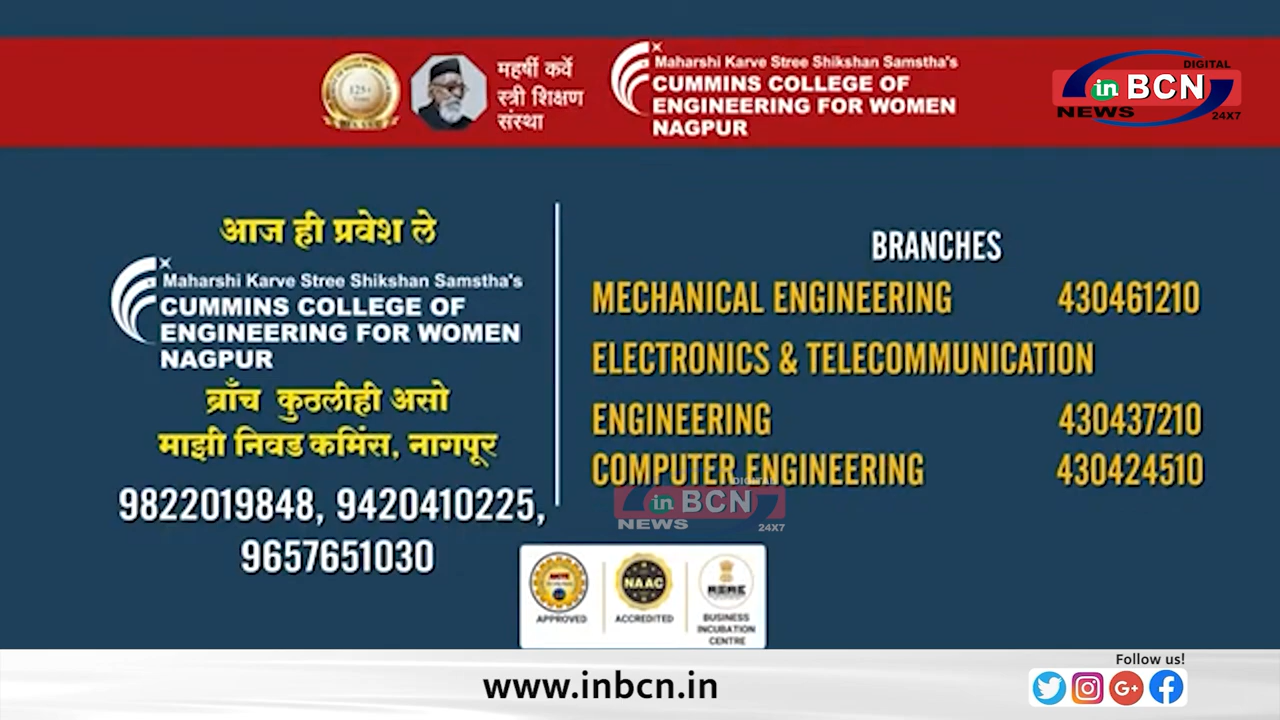 125+
महर्षी कर्वे
स्त्री शिक्षण
संस्था
Maharshi Karve Stree Shikshan Samstha's
CUMMINS COLLEGE OF
ENGINEERING FOR WOMEN
NAGPUR
DIGITAL
in BCN
NEWS
24X7
आज ही प्रवेश ले
Maharshi Karve Stree Shikshan Samstha's
CUMMINS COLLEGE OF
ENGINEERING FOR WOMEN
NAGPUR
ब्राँच कुठलीही असो
माझी निवड कमिंस, नागपूर
9822019848, 9420410225,
9657651030
BRANCHES
MECHANICAL ENGINEERING 430461210
ELECTRONICS & TELECOMMUNICATION
ENGINEERING 430437210
COMPUTER ENGINEERING 430424510
DIGITAL
in BCN
NEWS
24X7
APPROVED
NAAC
ACCREDITED
BUSINESS
INCUBATION
CENTRE
www.inbcn.in
Follow us!